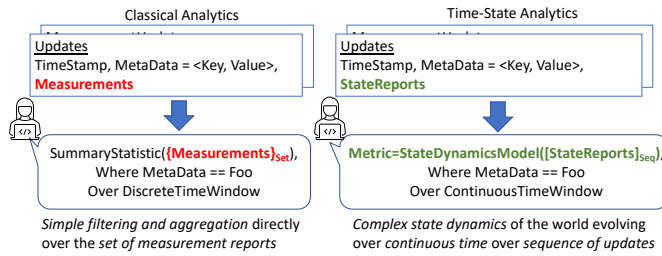 Classical Analytics
Updates
TimeStamp, MetaData = <Key, Value>,
Measurements
SummaryStatistic({Measurements}Set),
Where MetaData == Foo
Over DiscreteTimeWindow
Simple filtering and aggregation directly
over the set of measurement reports
Time-State Analytics
Updates
TimeStamp, MetaData = <Key, Value>,
StateReports
Metric=StateDynamicsModel([StateReports]Seq),
Where MetaData == Foo
Over ContinuousTimeWindow
Complex state dynamics of the world evolving
over continuous time over sequence of updates